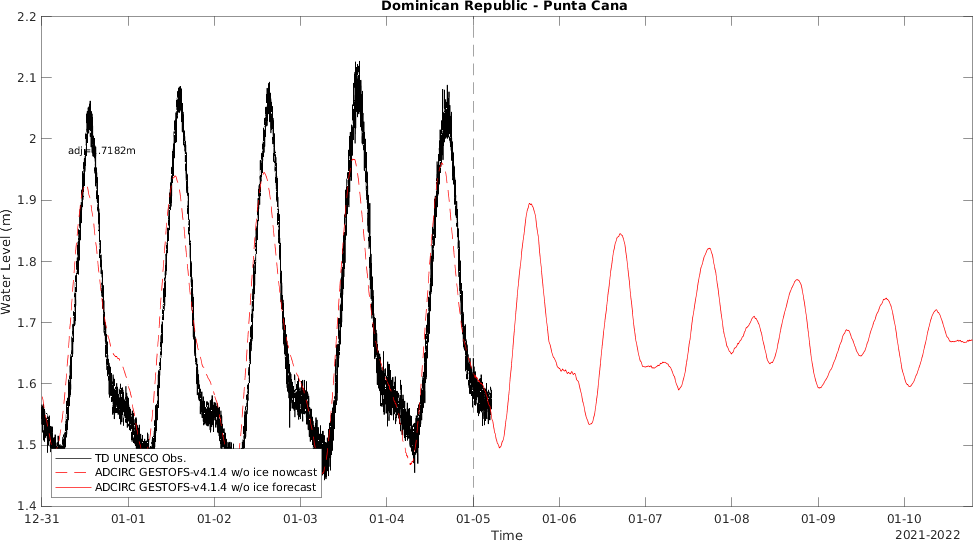 Dominican Republic - Punta Cana
2.2
2.1
2
1.9
1.8
1.7
1.6
1.5
1.4
Water Level (m)
TD UNESCO Obs.
ADCIRC GESTOFS-v4.1.4 w/o ice nowcast
ADCIRC GESTOFS-v4.1.4 w/o ice forecast
12-31 01-01 01-02 01-03 01-04 01-05 01-06 01-07 01-08 01-09 01-10
Time
2021-2022